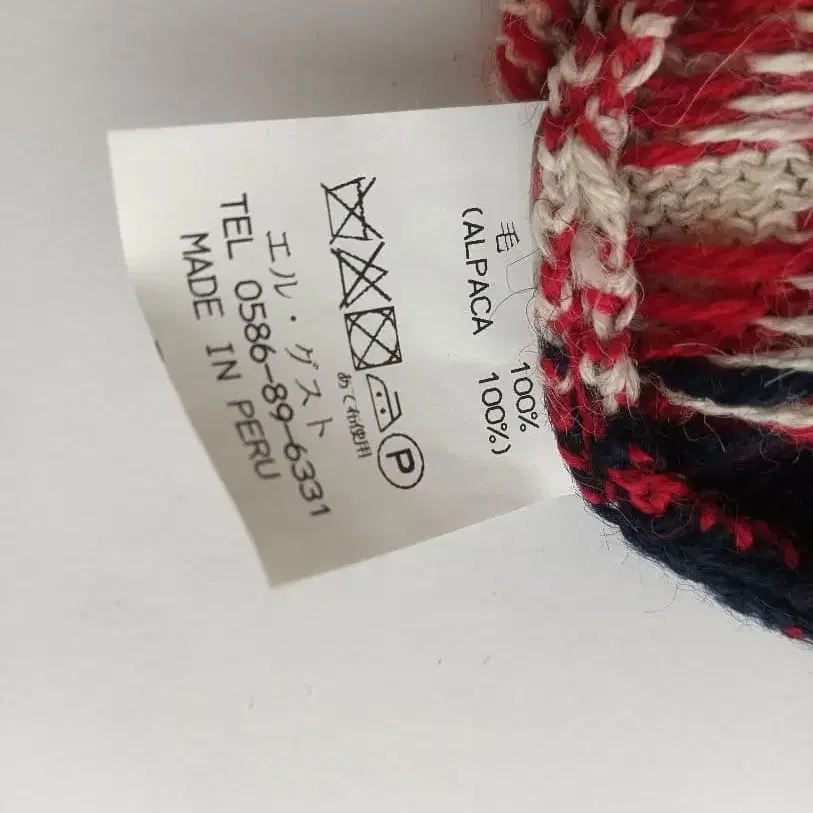 毛 100%
(ALPACA 100%)
P
あて布使用
エル・グスト
TEL 0586-89-6331
MADE IN PERU